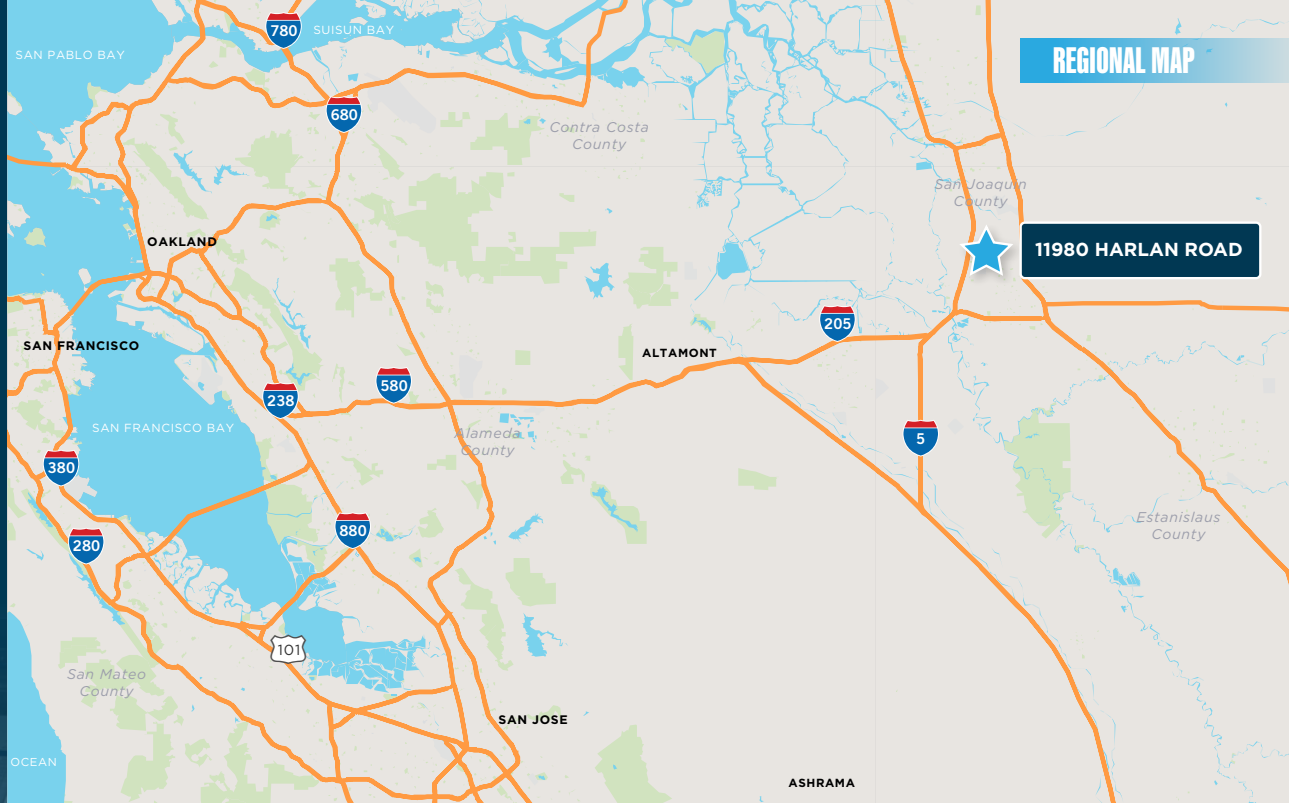 780
SUISUN BAY
SAN PABLO BAY
REGIONAL MAP
680
Contra Costa
County
San Joaquin
County
OAKLAND
11980 HARLAN ROAD
205
SAN FRANCISCO
ALTAMONT
580
238
SAN FRANCISCO BAY
Alameda
County
5
380
880
Estanislaus
County
280
101
San Mateo
County
SAN JOSE
OCEAN
ASHRAMA